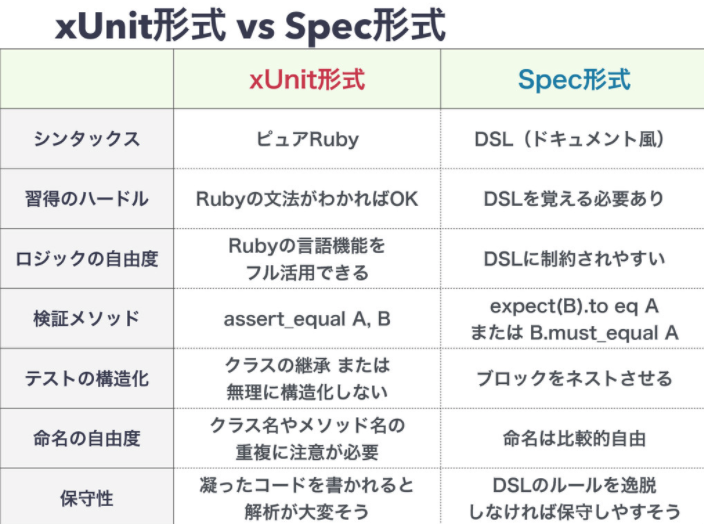 xUnit形式 vs Spec形式
xUnit形式
Spec形式
シンタックス
ピュアRuby
DSL（ドキュメント風）
習得のハードル
Rubyの文法がわかればOK
DSLを覚える必要あり
ロジックの自由度
Rubyの言語機能を
フル活用できる
DSLに制約されやすい
検証メソッド
assert_equal A, B
expect(B).to eq A
または B.must_equal A
テストの構造化
クラスの継承 または
無理に構造化しない
ブロックをネストさせる
命名の自由度
クラス名やメソッド名の
重複に注意が必要
命名は比較的自由
保守性
凝ったコードを書かれると
解析が大変そう
DSLのルールを逸脱
しなければ保守しやすそう